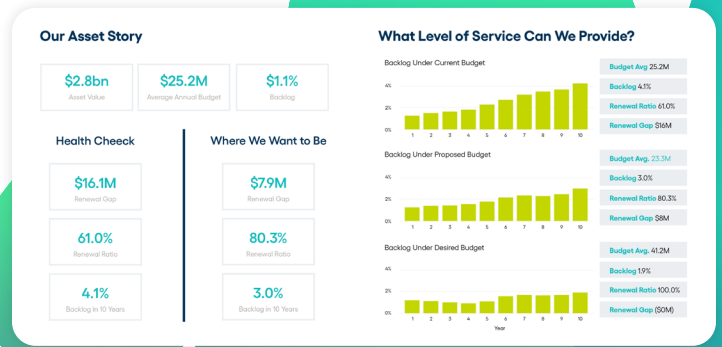 Our Asset Story
$2.8bn
Asset Value
$25.2M
Average Annual Budget
$1.1%
Backlog
Health Cheeck
$16.1M
Renewal Gap
61.0%
Renewal Ratio
4.1%
Backlog in 10 Years
Where We Want to Be
$7.9M
Renewal Gap
80.3%
Renewal Ratio
3.0%
Backlog in 10 Years
What Level of Service Can We Provide?
Backlog Under Current Budget
4%
2%
0%
1 2 3 4 5 6 7 8 9 10
Budget Avg 25.2M
Backlog 4.1%
Renewal Ratio 61.0%
Renewal Gap $16M
Backlog Under Proposed Budget
4%
2%
0%
1 2 3 4 5 6 7 8 9 10
Budget Avg. 23.3M
Backlog 3.0%
Renewal Ratio 80.3%
Renewal Gap $8M
Backlog Under Desired Budget
4%
2%
0%
1 2 3 4 5 6 7 8 9 10
Year
Budget Avg. 41.2M
Backlog 1.9%
Renewal Ratio 100.0%
Renewal Gap ($0M)